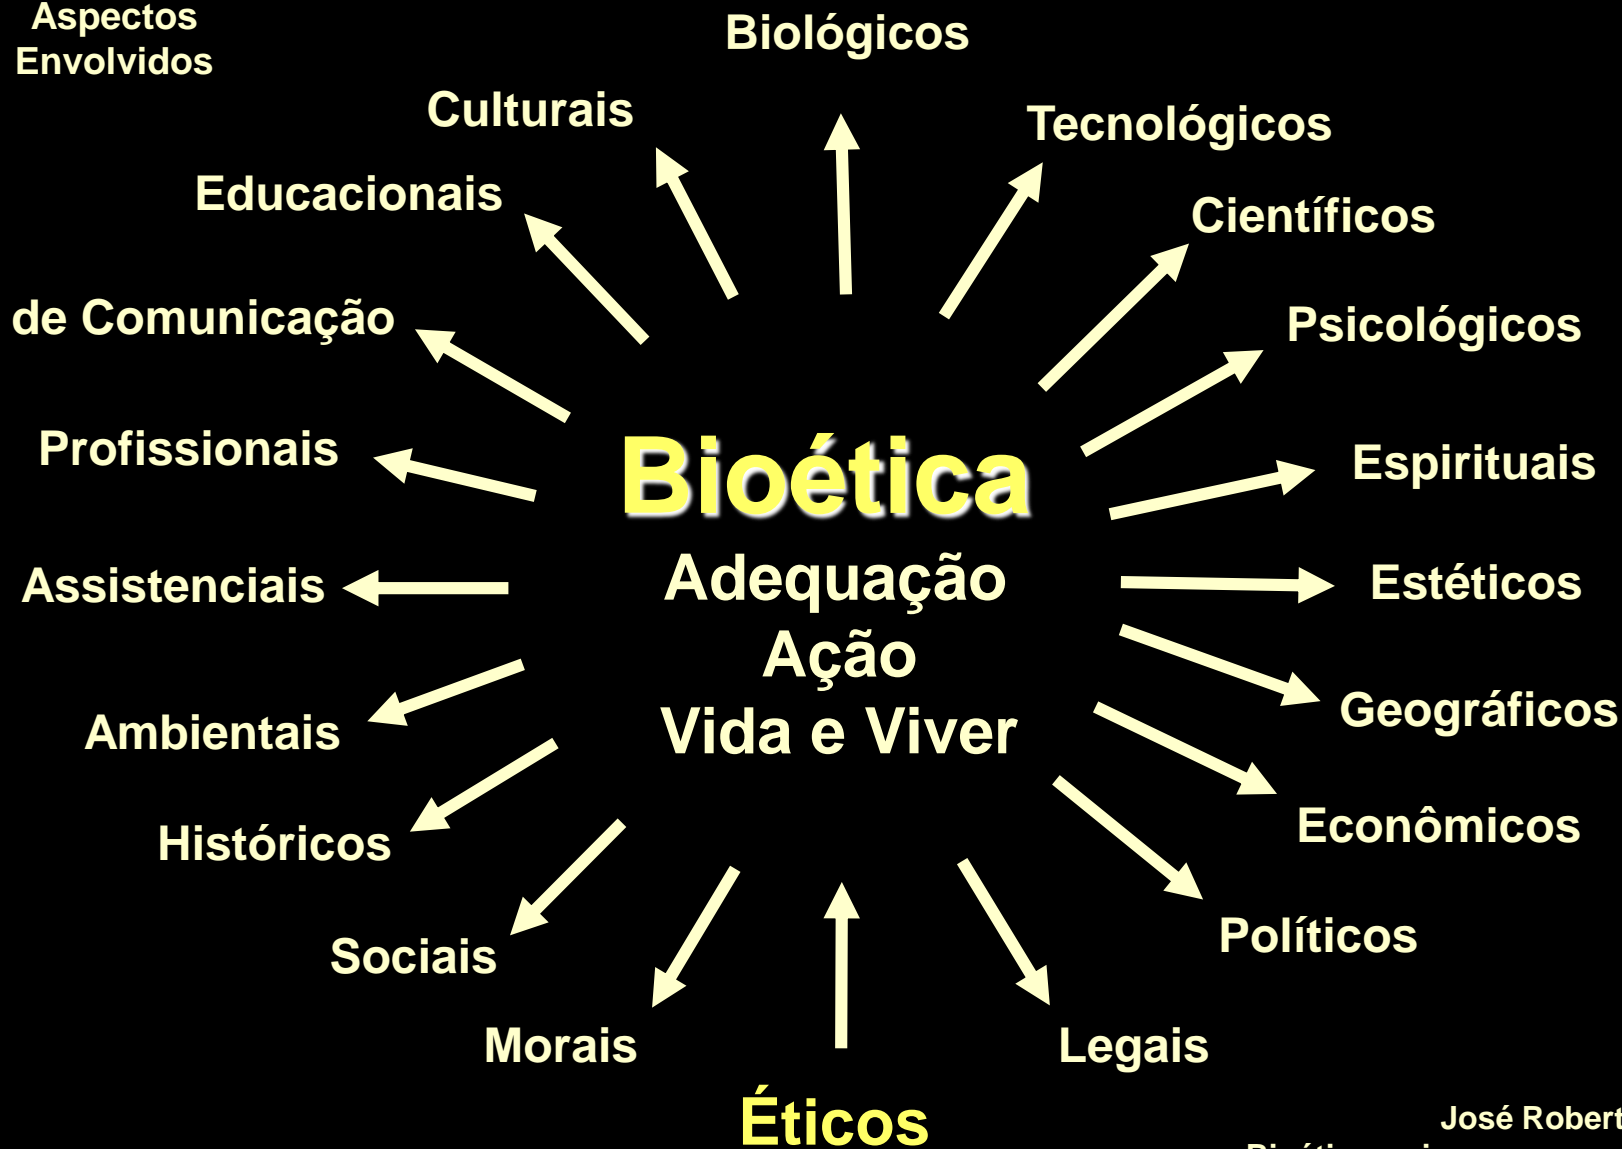 Aspectos
Envolvidos
Biológicos
Culturais
Tecnológicos
Educacionais
Científicos
de Comunicação
Psicológicos
Profissionais
Bioética
Espirituais
Adequação
Assistenciais
Estéticos
Ação
Vida e Viver
Geográficos
Ambientais
Econômicos
Históricos
Políticos
Sociais
Morais
Legais
Éticos
José Robert